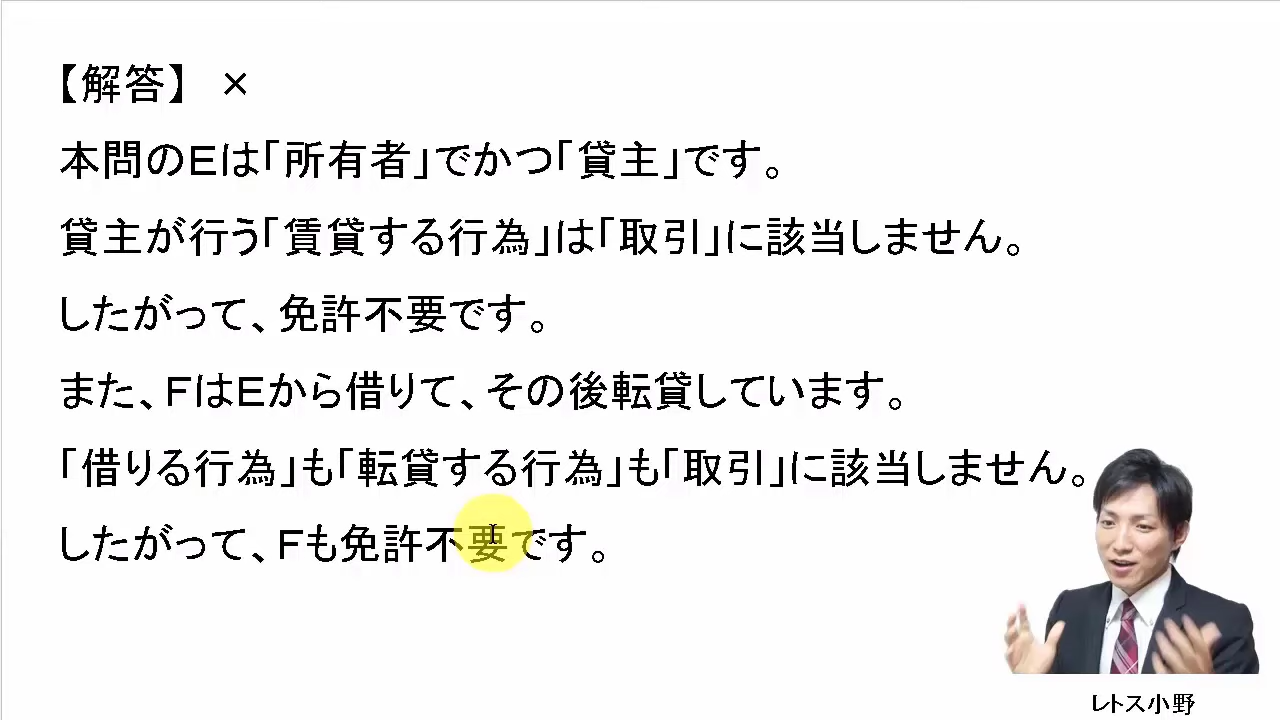 【解答】 ×
本問のEは「所有者」でかつ「貸主」です。
貸主が行う「賃貸する行為」は「取引」に該当しません。
したがって、免許不要です。
また、FはEから借りて、その後転貸しています。
「借りる行為」も「転貸する行為」も「取引」に該当しません。
したがって、Fも免許不要です。
レトス小野